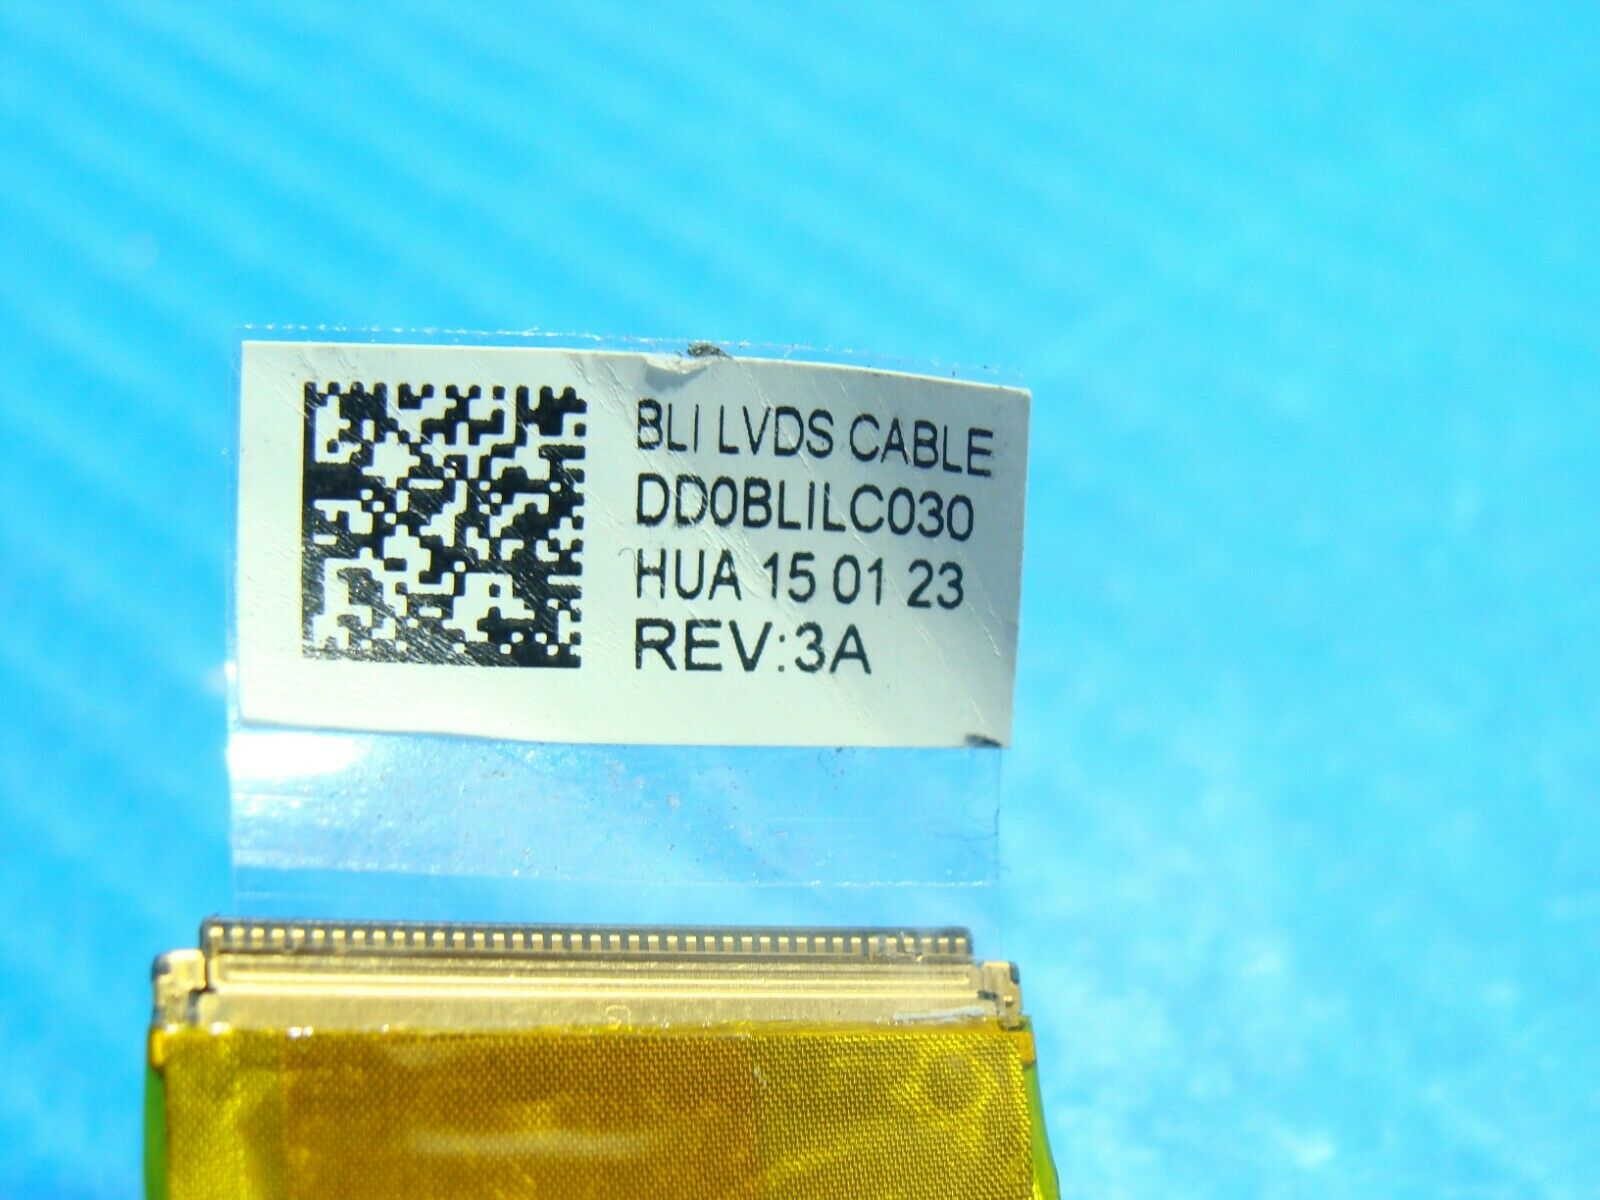 BLI LVDS CABLE
DD0BLILC030
HUA 15 01 23
REV:3A